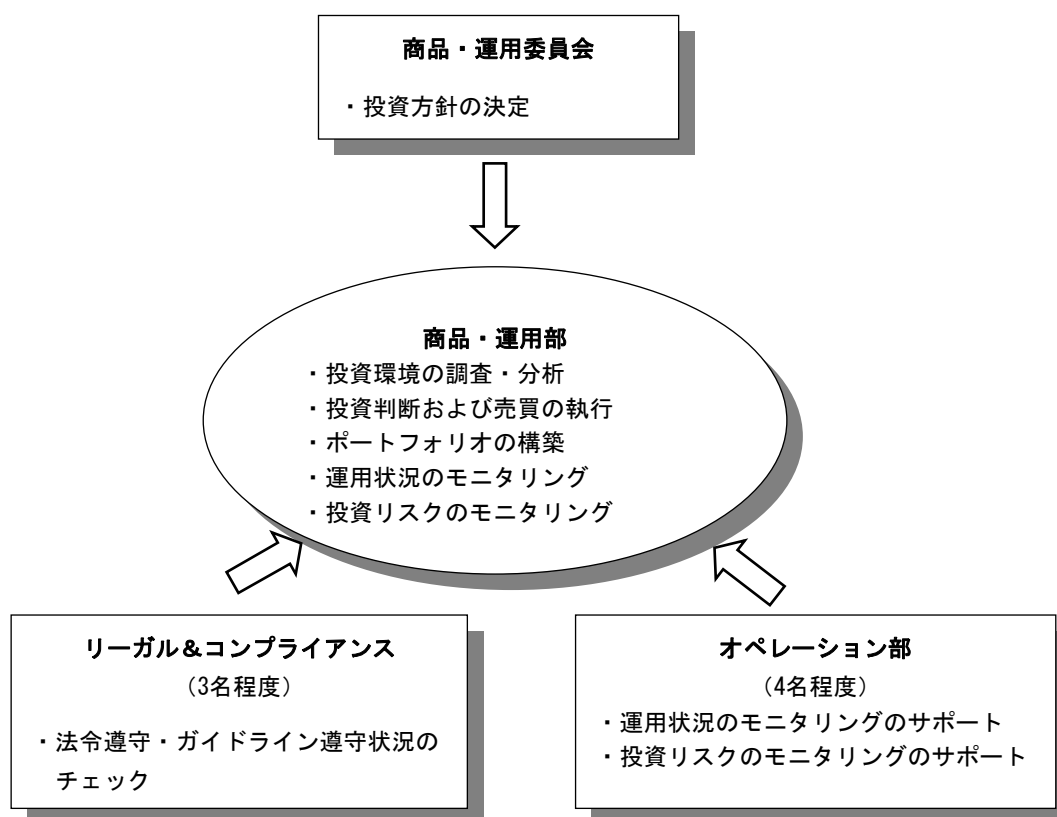 商品・運用委員会
・投資方針の決定
商品・運用部
・投資環境の調査・分析
・投資判断および売買の執行
・ポートフォリオの構築
・運用状況のモニタリング
・投資リスクのモニタリング
リーガル&コンプライアンス
（3名程度）
・法令遵守・ガイドライン遵守状況の
チェック
オペレーション部
（4名程度）
・運用状況のモニタリングのサポート
・投資リスクのモニタリングのサポート